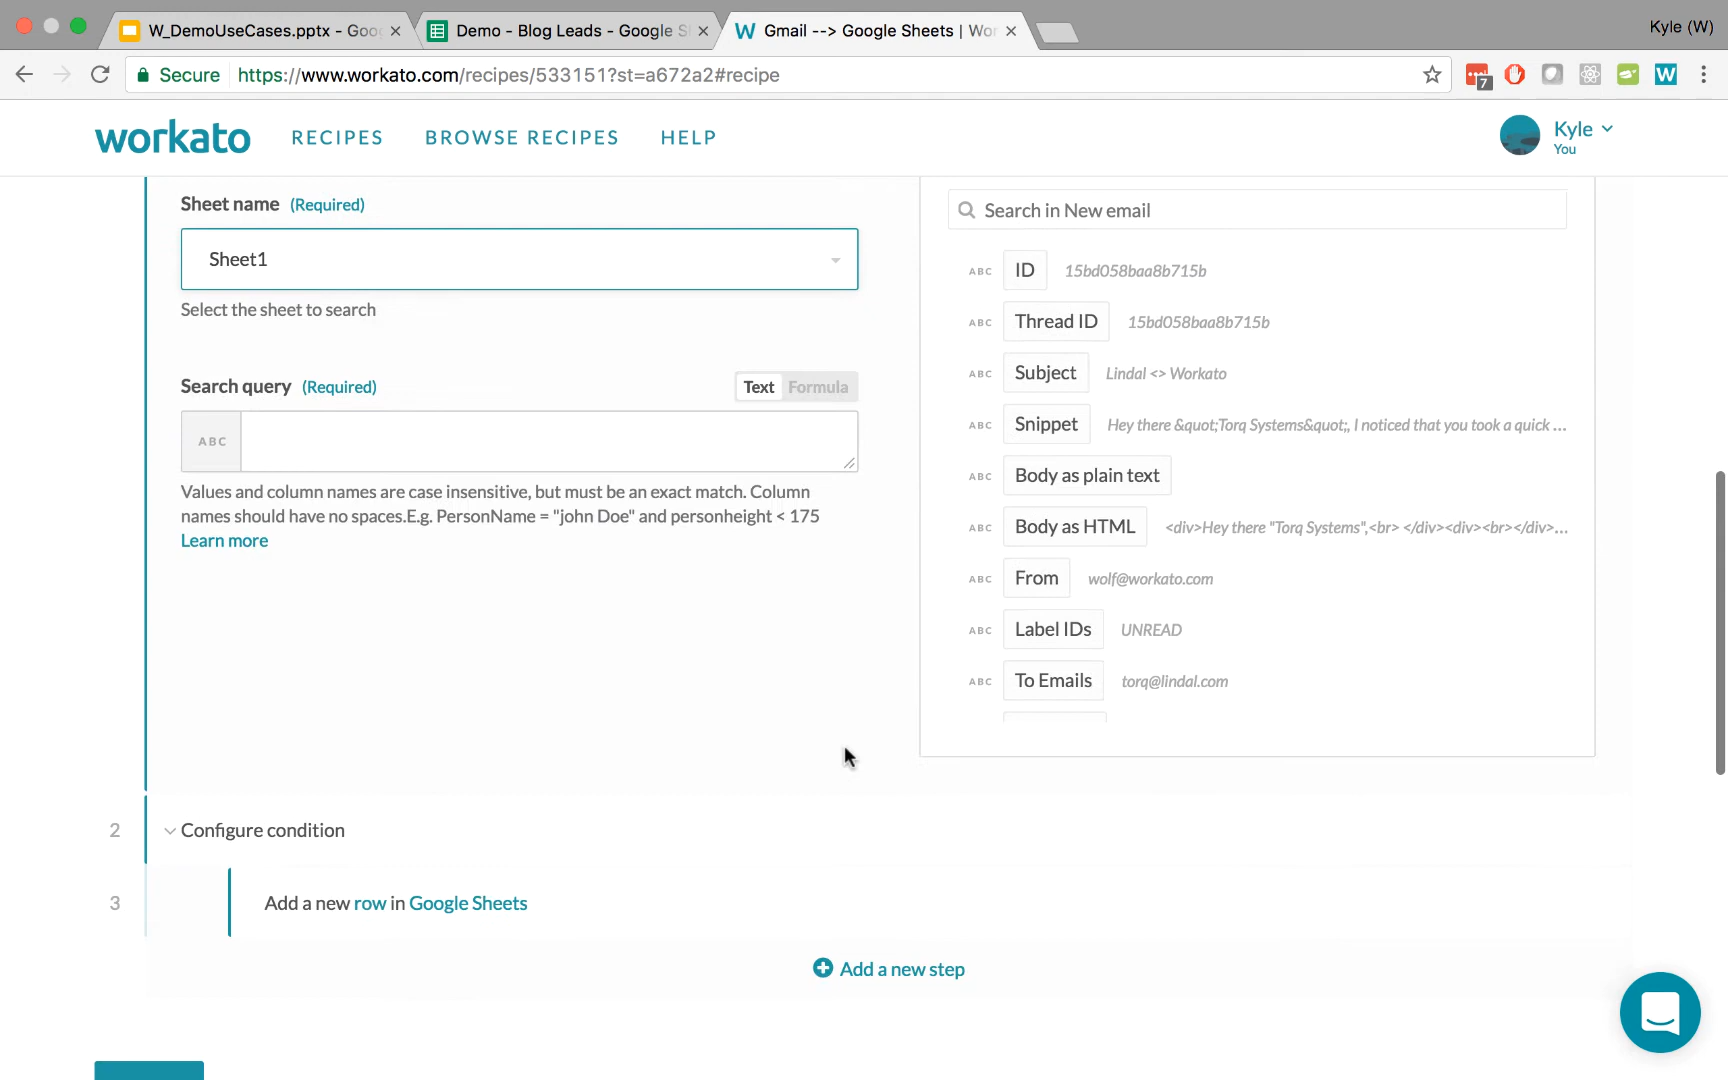 W_DemoUseCases.pptx - Goo
Demo - Blog Leads - Google S
Gmail --> Google Sheets | Wor
Kyle (W)
Secure
https://www.workato.com/recipes/533151?st=a672a2#recipe
7
W
workato
RECIPES
BROWSE RECIPES
HELP
Kyle
You
Sheet name (Required)
Sheet1
Select the sheet to search
Search query (Required)
Text Formula
ABC
Values and column names are case insensitive, but must be an exact match. Column
names should have no spaces.E.g. PersonName = "john Doe" and personheight < 175
Learn more
Search in New email
ABC ID 15bd058baa8b715b
ABC Thread ID 15bd058baa8b715b
ABC Subject Lindal <> Workato
ABC Snippet Hey there &quot;Torq Systems&quot;, I noticed that you took a quick ...
ABC Body as plain text
ABC Body as HTML <div>Hey there "Torq Systems",<br> </div><div><br></div>...
ABC From wolf@workato.com
ABC Label IDs UNREAD
ABC To Emails torq@lindal.com
2 Configure condition
3 Add a new row in Google Sheets
Add a new step